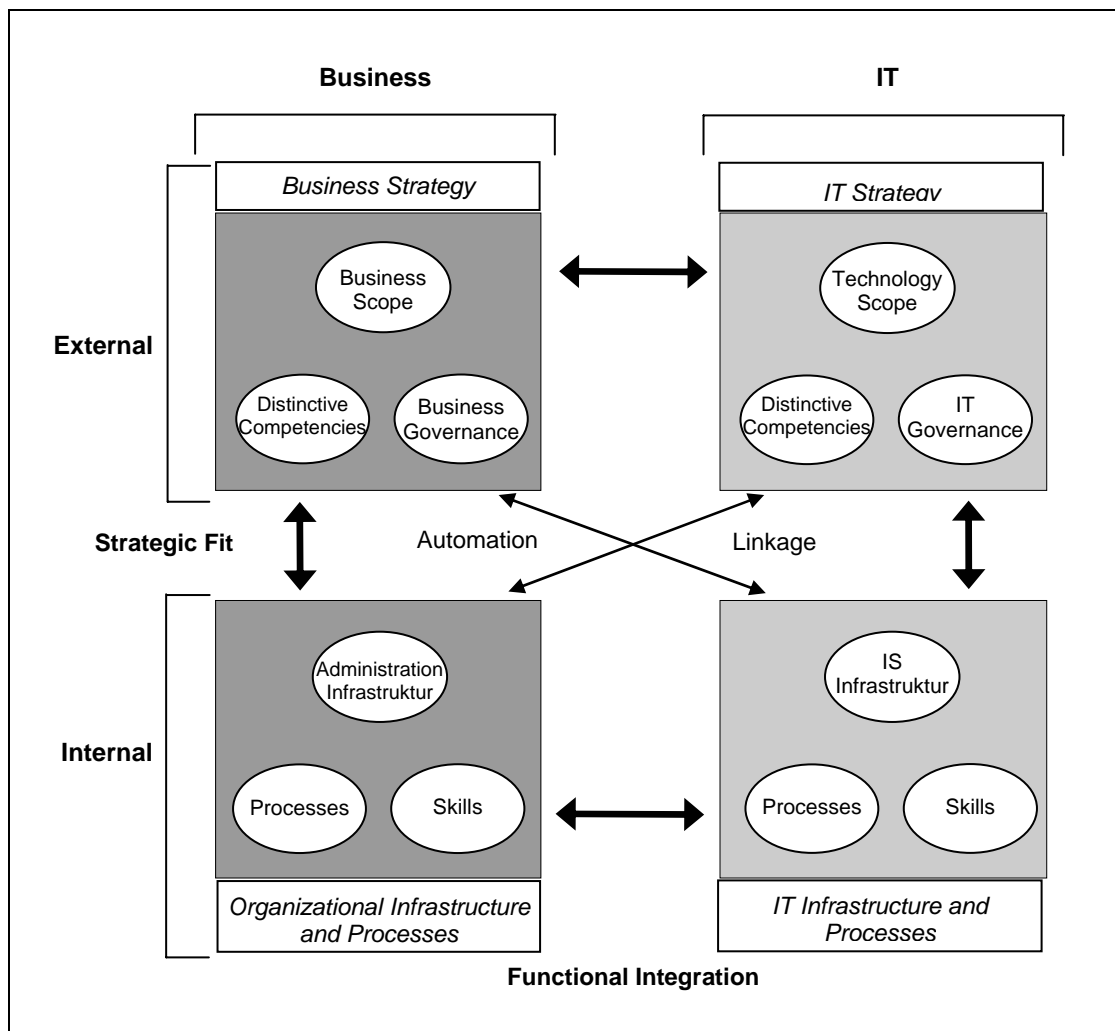 Business
IT
Business Strategy
IT Strategy
Business
Scope
Technology
Scope
External
Distinctive
Competencies
Business
Governance
Distinctive
Competencies
IT
Governance
Strategic Fit
Automation
Linkage
Administration
Infrastruktur
IS
Infrastruktur
Internal
Processes
Skills
Processes
Skills
Organizational Infrastructure
and Processes
IT Infrastructure and
Processes
Functional Integration